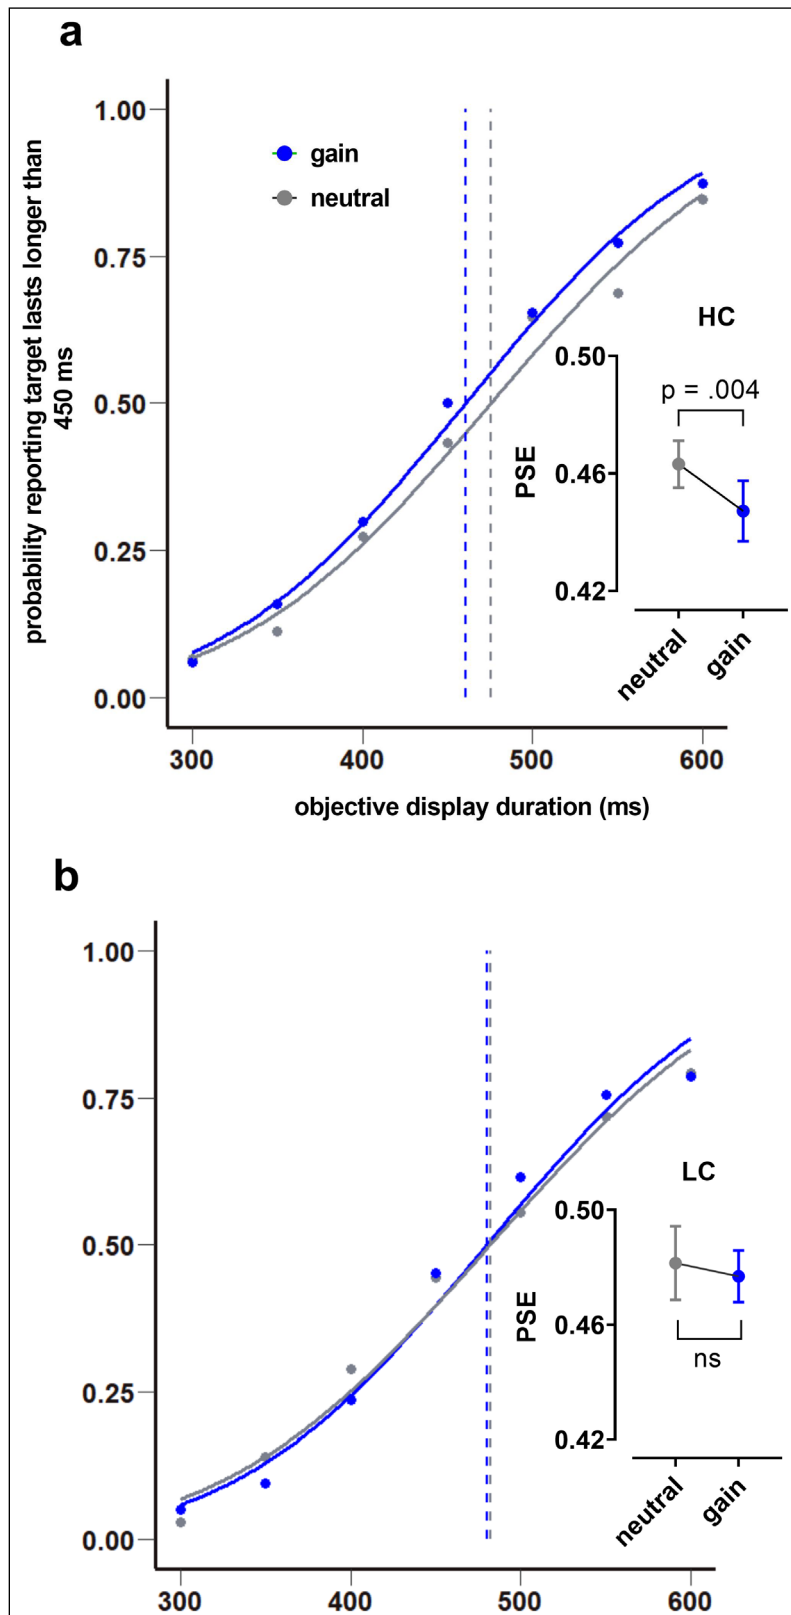 a
probability reporting target lasts longer than
450 ms
1.00
0.75
0.50
0.25
0.00
gain
neutral
HC
0.50
p = .004
PSE
0.46
0.42
neutral
gain
300
400
500
600
objective display duration (ms)
b
1.00
0.75
0.50
0.25
0.00
LC
0.50
PSE
0.46
ns
0.42
neutral
gain
300
400
500
600